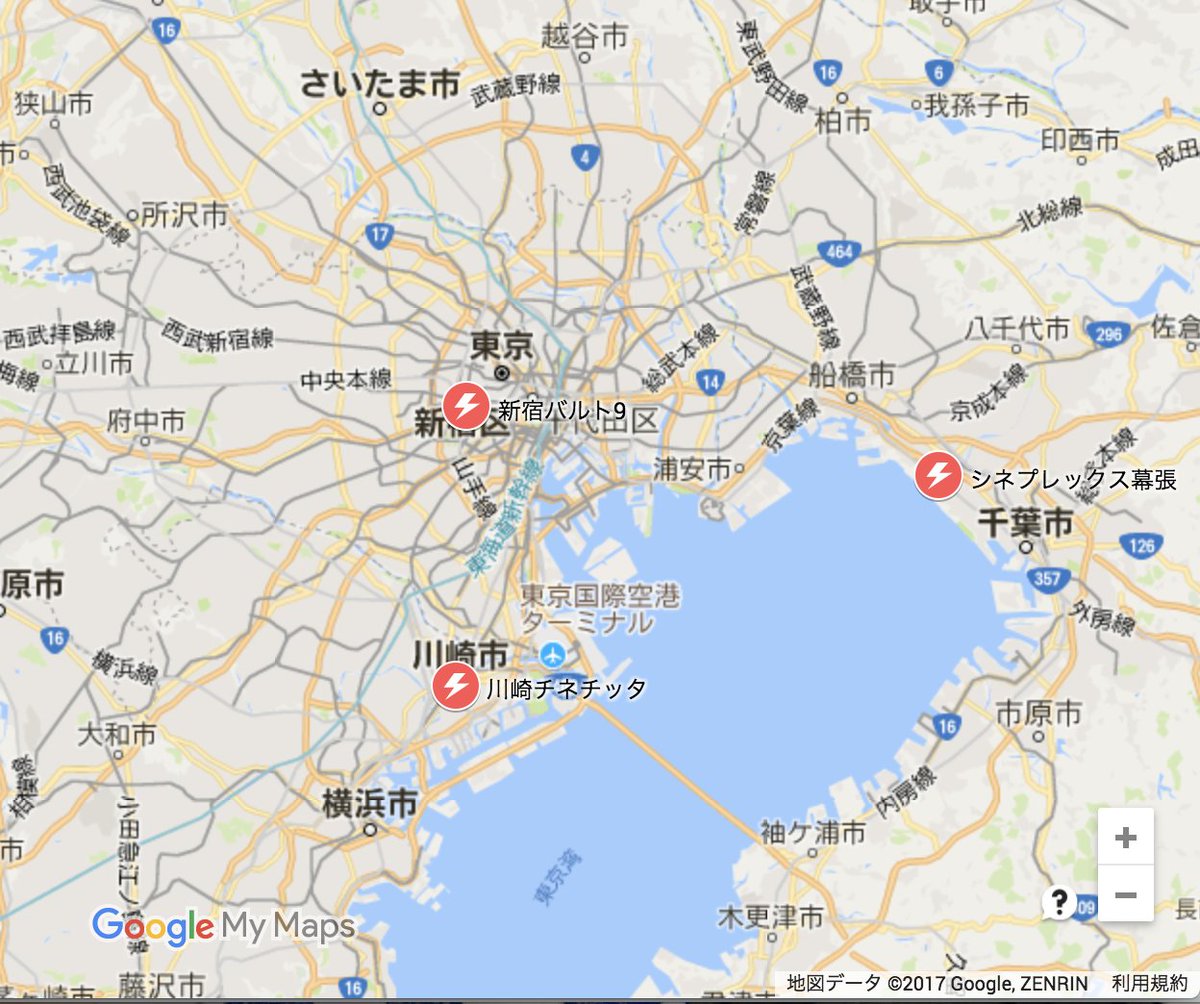 取手市
16
越谷市
東武野田線
さいたま市
武蔵野線
16
6
狭山市
我孫子市
柏市
印西市
4
成田
西武池袋線
常磐線
所沢市
17
北総線
464
武蔵野線
西武拝島線
西武新宿線
東京
八千代市
296
佐倉
立川市
総武本線
中央本線
14
船橋市
京成本線
府中市
新宿区
新宿バルト9
千代田区
京葉線
総武本線
山手線
浦安市
シネプレックス幕張
東海道新幹線
千葉市
126
原市
357
東京国際空港
ターミナル
外房線
16
横浜線
川崎市
川崎チネチッタ
大和市
市原市
16
相模線
内房線
横浜市
小田急江ノ島線
袖ケ浦市
東京湾
+
−
?
Google My Maps
木更津市
藤沢市
16
地図データ ©2017 Google, ZENRIN 利用規約